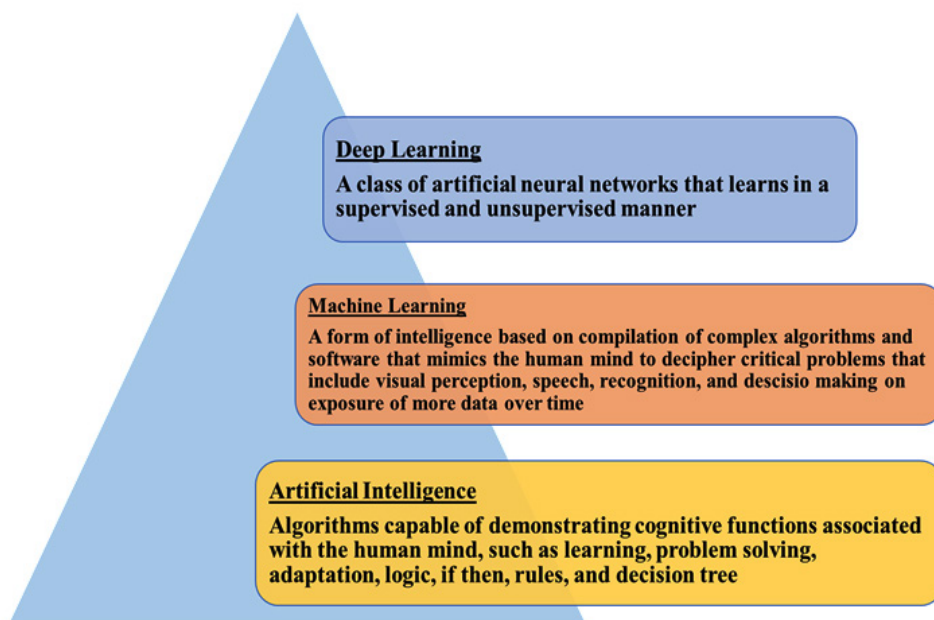 Deep Learning
A class of artificial neural networks that learns in a
supervised and unsupervised manner
Machine Learning
A form of intelligence based on compilation of complex algorithms and
software that mimics the human mind to decipher critical problems that
include visual perception, speech, recognition, and descisio making on
exposure of more data over time
Artificial Intelligence
Algorithms capable of demonstrating cognitive functions associated
with the human mind, such as learning, problem solving,
adaptation, logic, if then, rules, and decision tree